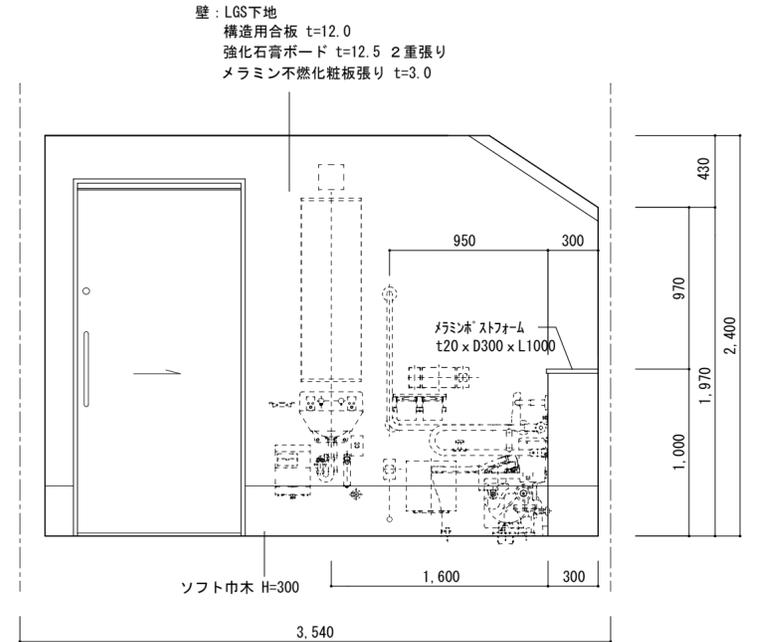 壁：LGS下地
構造用合板 t=12.0
強化石膏ボード t=12.5 ２重張り
メラミン不燃化粧板張り t=3.0
430
950
300
970
2,400
ﾒﾗﾐﾝﾎﾟｽﾄフォーム
t20ｘD300ｘL1000
1,970
1,000
1,600
300
ソフト巾木 H=300
3,540